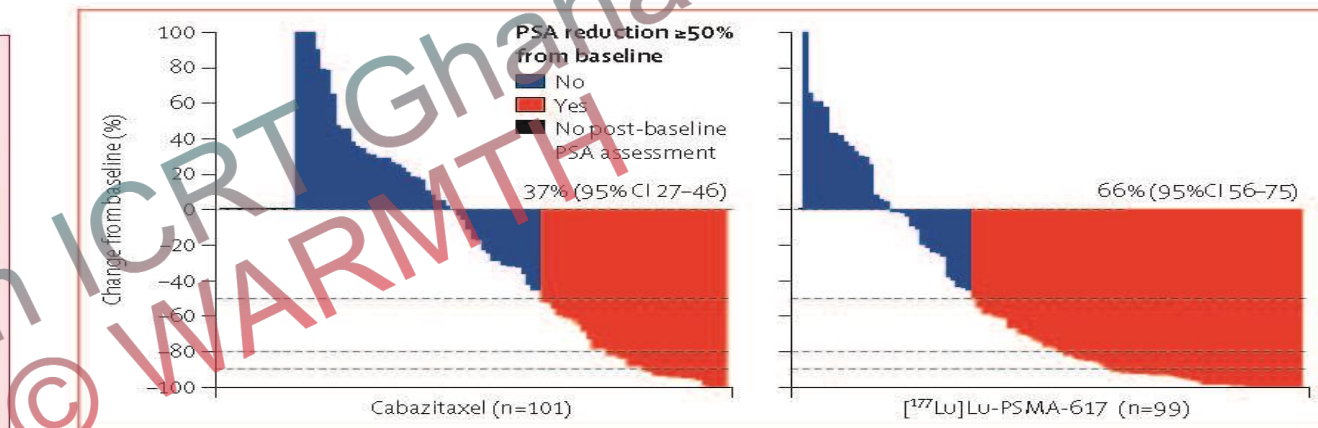 PSA reduction ≥50%
from baseline
No
Yes
No post-baseline
PSA assessment
Change from baseline (%)
100
80
60
40
20
0
−20
−40
−60
−80
−100
37% (95% CI 27–46)
66% (95%CI 56–75)
Cabazitaxel (n=101)
[¹⁷⁷Lu]Lu-PSMA-617 (n=99)
ICRT Ghana
© WARMTH